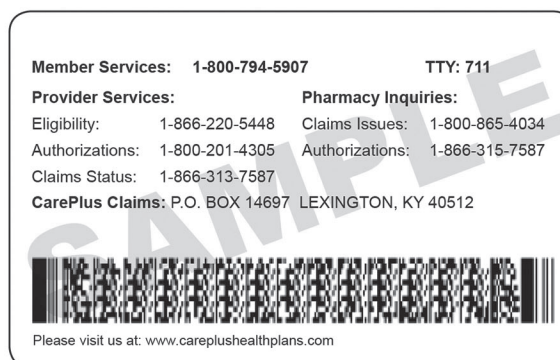 Member Services: 1-800-794-5907 TTY: 711
Provider Services: Pharmacy Inquiries:
Eligibility: 1-866-220-5448 Claims Issues: 1-800-865-4034
Authorizations: 1-800-201-4305 Authorizations: 1-866-315-7587
Claims Status: 1-866-313-7587
CarePlus Claims: P.O. BOX 14697 LEXINGTON, KY 40512
SAMPLE
Please visit us at: www.careplushealthplans.com